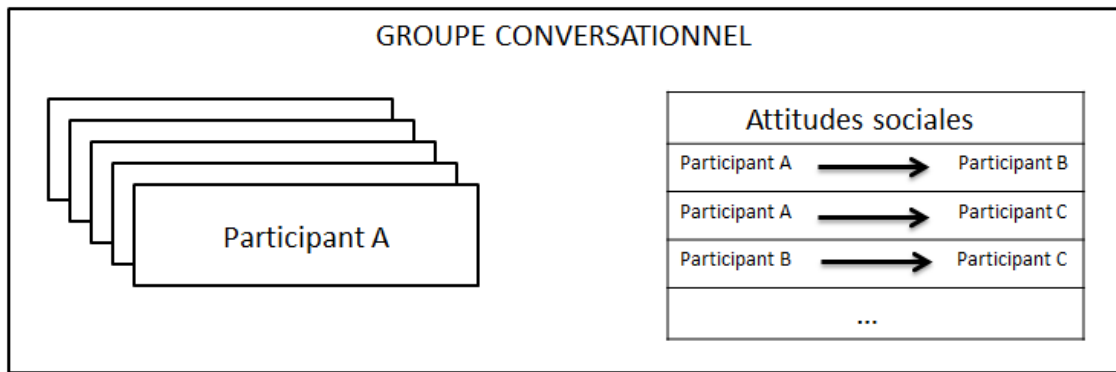 GROUPE CONVERSATIONNEL
Participant A
Attitudes sociales
Participant A Participant B
Participant A Participant C
Participant B Participant C
...